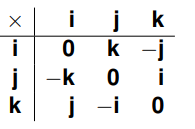 × i j k
i 0 k −j
j −k 0 i
k j −i 0